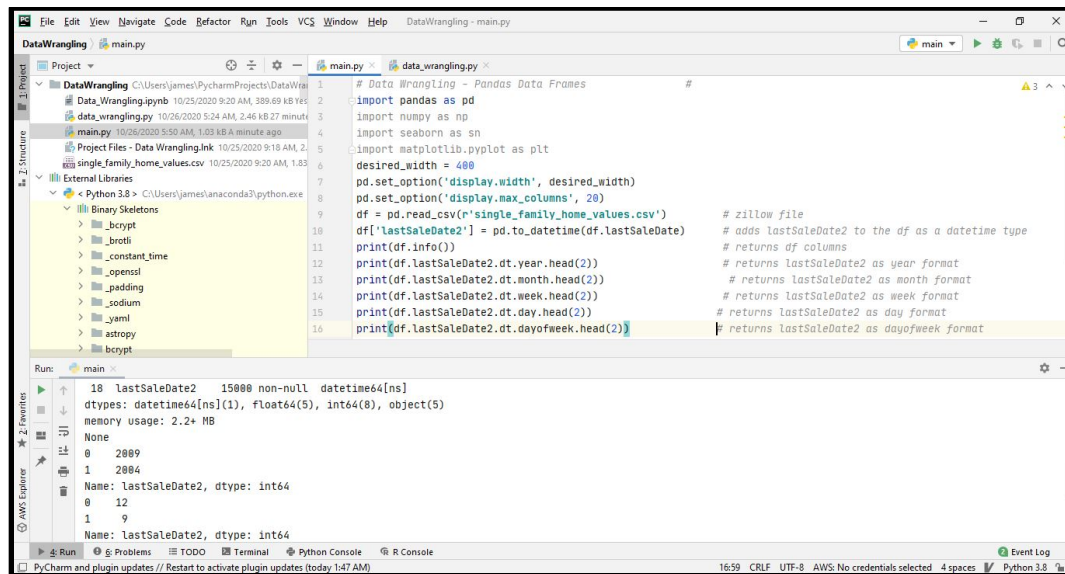 File Edit View Navigate Code Refactor Run Tools VCS Window Help DataWrangling - main.py
DataWrangling main.py
main
Project
main.py
data_wrangling.py
1: Project
DataWrangling C:\Users\james\PycharmProjects\DataWra
Data_Wrangling.ipynb 10/25/2020 9:20 AM, 389.69 kB Yes
data_wrangling.py 10/26/2020 5:24 AM, 2.46 kB 27 minut
main.py 10/26/2020 5:50 AM, 1.03 kB A minute ago
Project Files - Data Wrangling.lnk 10/25/2020 9:18 AM, 2.
single_family_home_values.csv 10/25/2020 9:20 AM, 1.83
External Libraries
< Python 3.8 > C:\Users\james\anaconda3\python.exe
Binary Skeletons
_bcrypt
_brotli
_constant_time
_openssl
_padding
_sodium
_yaml
astropy
bcrypt
Z: Structure
1 # Data Wrangling - Pandas Data Frames #
2 import pandas as pd
3 import numpy as np
4 import seaborn as sn
5 import matplotlib.pyplot as plt
6 desired_width = 400
7 pd.set_option('display.width', desired_width)
8 pd.set_option('display.max_columns', 20)
9 df = pd.read_csv(r'single_family_home_values.csv') # zillow file
10 df['lastSaleDate2'] = pd.to_datetime(df.lastSaleDate) # adds lastSaleDate2 to the df as a datetime type
11 print(df.info()) # returns df columns
12 print(df.lastSaleDate2.dt.year.head(2)) # returns lastSaleDate2 as year format
13 print(df.lastSaleDate2.dt.month.head(2)) # returns lastSaleDate2 as month format
14 print(df.lastSaleDate2.dt.week.head(2)) # returns lastSaleDate2 as week format
15 print(df.lastSaleDate2.dt.day.head(2)) # returns lastSaleDate2 as day format
16 print(df.lastSaleDate2.dt.dayofweek.head(2)) # returns lastSaleDate2 as dayofweek format
3
Run: main
18 lastSaleDate2 15000 non-null datetime64[ns]
dtypes: datetime64[ns](1), float64(5), int64(8), object(5)
memory usage: 2.2+ MB
None
0 2009
1 2004
Name: lastSaleDate2, dtype: int64
0 12
1 9
Name: lastSaleDate2, dtype: int64
2: Favorites
AWS Explorer
4: Run 6: Problems TODO Terminal Python Console R Console 2 Event Log
PyCharm and plugin updates // Restart to activate plugin updates (today 1:47 AM) 16:59 CRLF UTF-8 AWS: No credentials selected 4 spaces Python 3.8